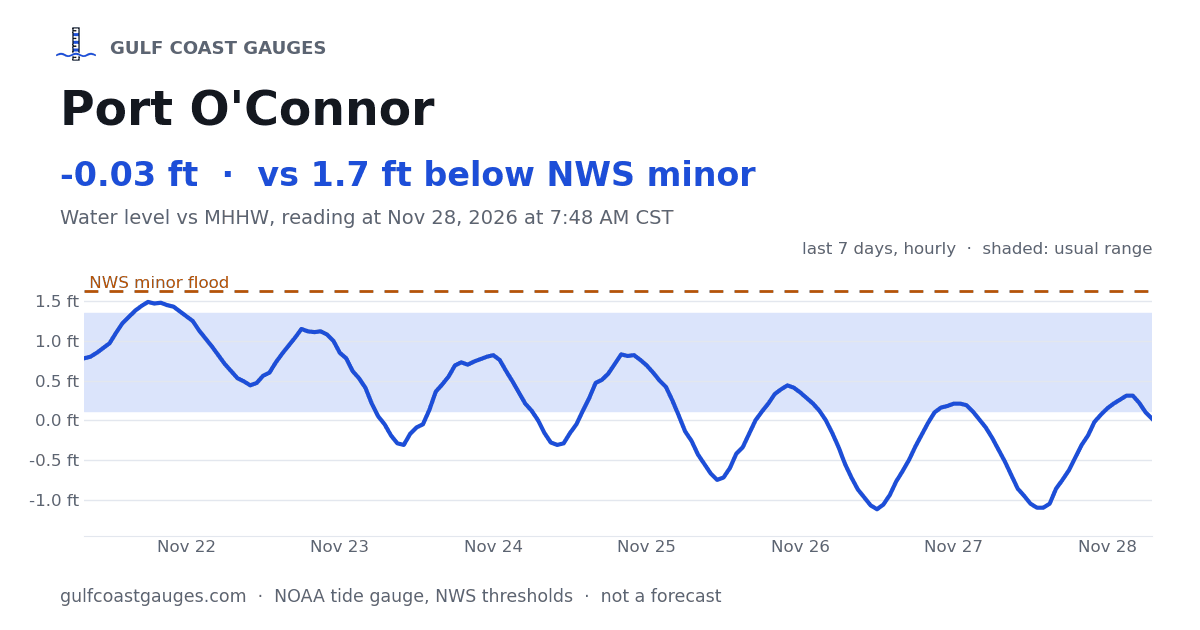 GULF COAST GAUGES
Port O'Connor
-0.03 ft · vs 1.7 ft below NWS minor
Water level vs MHHW, reading at Nov 28, 2026 at 7:48 AM CST
last 7 days, hourly · shaded: usual range
NWS minor flood
1.5 ft
1.0 ft
0.5 ft
0.0 ft
-0.5 ft
-1.0 ft
Nov 22 Nov 23 Nov 24 Nov 25 Nov 26 Nov 27 Nov 28
gulfcoastgauges.com · NOAA tide gauge, NWS thresholds · not a forecast